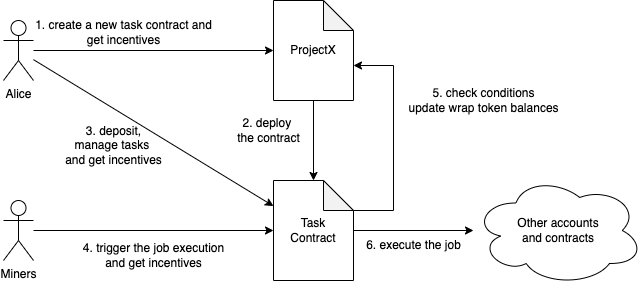 1. create a new task contract and
get incentives
ProjectX
Alice
5. check conditions
update wrap token balances
2. deploy
the contract
3. deposit,
manage tasks
and get incentives
Task
Contract
Other accounts
and contracts
4. trigger the job execution
and get incentives
6. execute the job
Miners